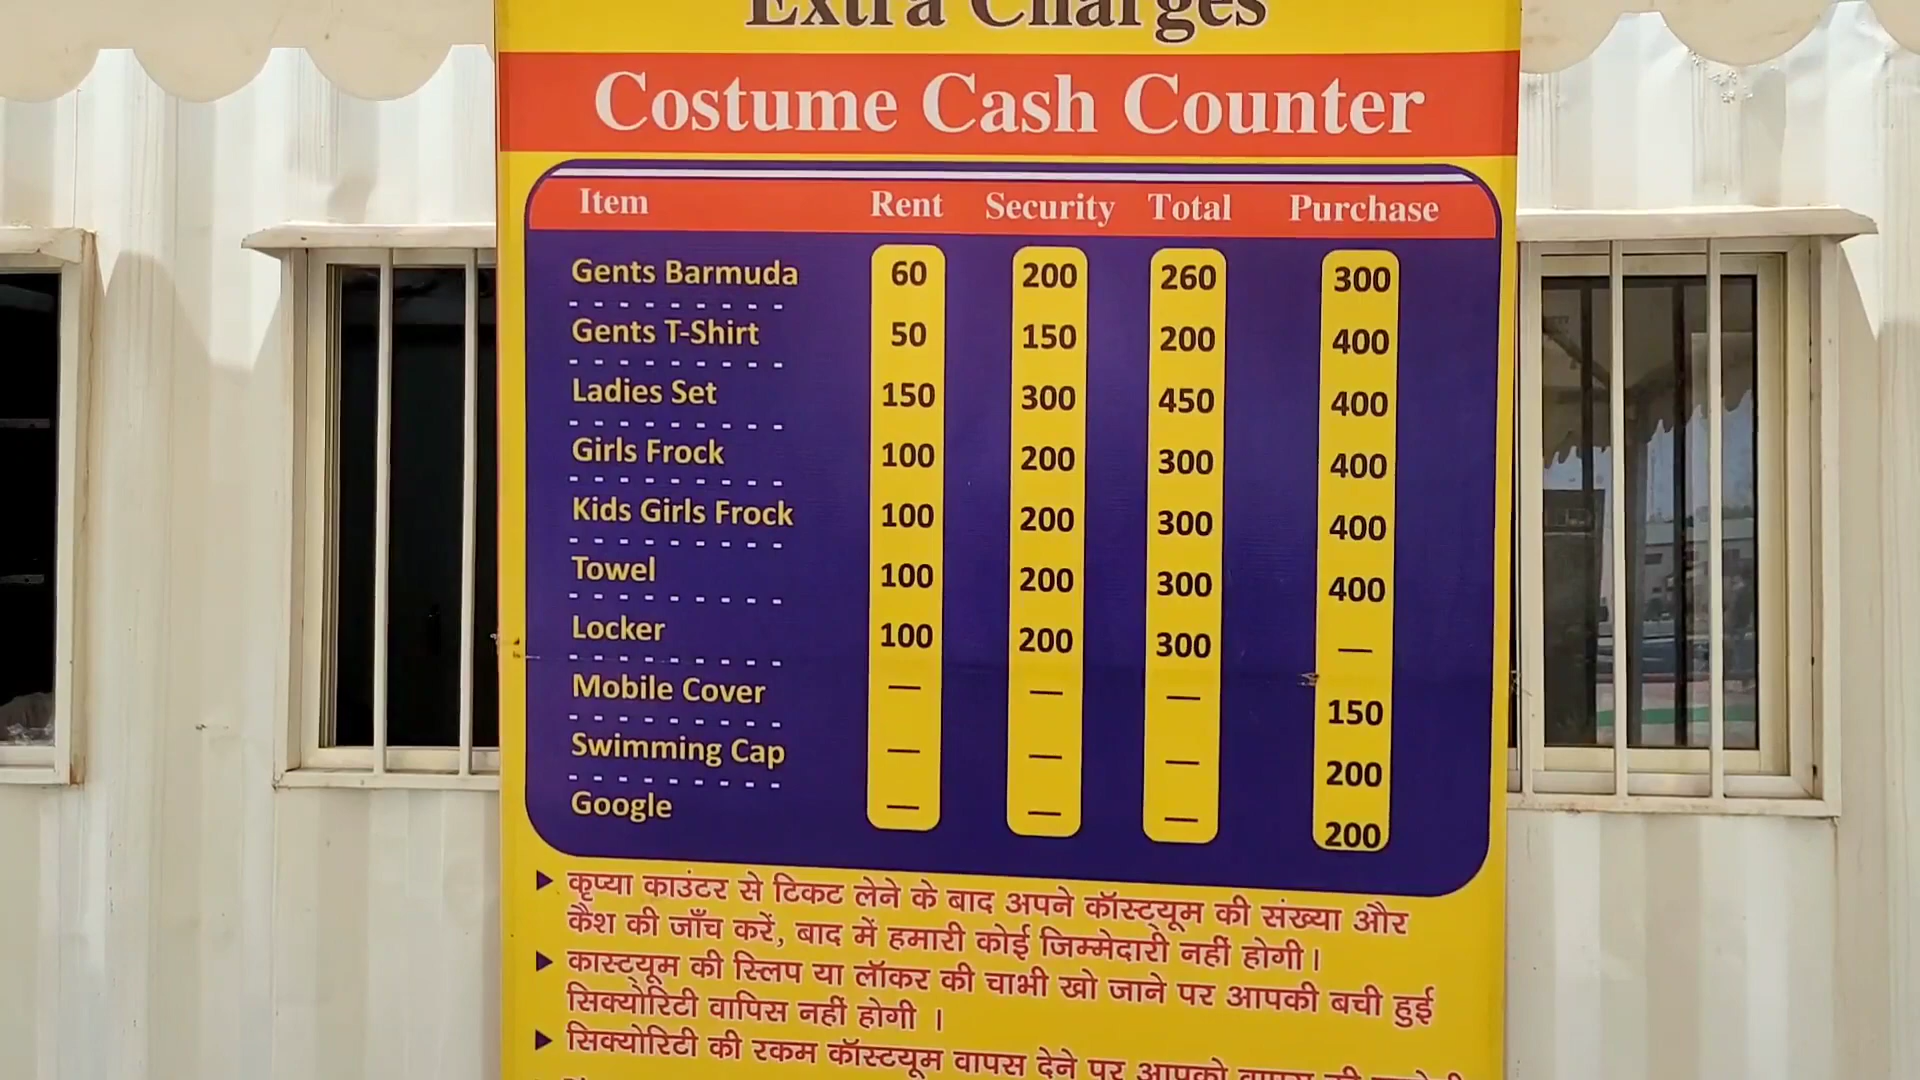 Extra Charges
Costume Cash Counter
Item Rent Security Total Purchase
Gents Barmuda 60 200 260 300
Gents T-Shirt 50 150 200 400
Ladies Set 150 300 450 400
Girls Frock 100 200 300 400
Kids Girls Frock 100 200 300 400
Towel 100 200 300 400
Locker 100 200 300 —
Mobile Cover — — — 150
Swimming Cap — — — 200
Google — — — 200
कृप्या काउंटर से टिकट लेने के बाद अपने कॉस्ट्यूम की संख्या और
कैश की जाँच करें, बाद में हमारी कोई जिम्मेदारी नहीं होगी।
कास्ट्यूम की स्लिप या लॉकर की चाभी खो जाने पर आपकी बची हुई
सिक्योरिटी वापिस नहीं होगी ।
सिक्योरिटी की रकम कॉस्टयूम वापस देने पर आपको वापस